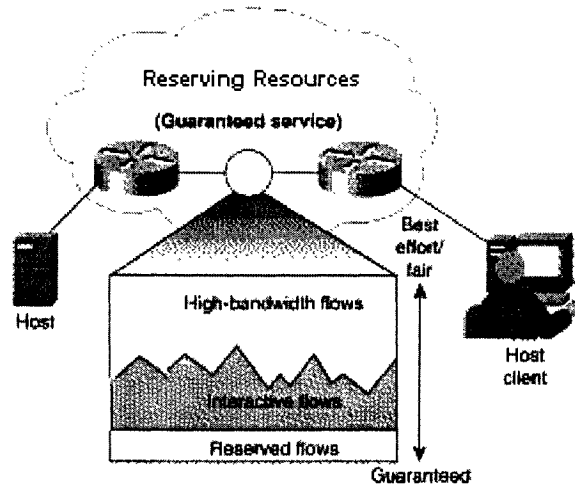 Reserving Resources
(Guaranteed service)
Best
effort/
fair
Host
High-bandwidth flows
Host
client
Interactive flows
Reserved flows
Guaranteed